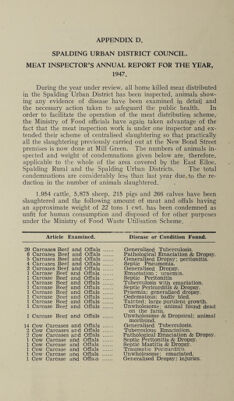 APPENDIX D.
SPALDING URBAN DISTRICT COUNCIL.
MEAT INSPECTOR'S ANNUAL REPORT FOR THE YEAR,
1947.
During the year under review, all home killed meat distributed
in the Spalding Urban District has been inspected, animals show-
ing any evidence of disease have been examined in detail and
the necessary action taken to safeguard the public health. In
order to facilitate the operation of the meat distribution scheme,
the Ministry of Food officials have again taken advantage of the
fact that the meat inspection work is under one inspector and ex-
tended their scheme of centralised slaughtering so that practically
all the slaughtering previously carried out at the New Bond Street
premises is now done at Mill Green. The numbers of animals in-
spected and weight of condemnations given below are, therefore,
applicable to the whole of the area covered by the East Elloe,
Spalding Rural and the Spalding Urban Districts. The total
condemnations are considerably less than last year due to the re-
duction in the number of animals slaughtered.
1,984 cattle, 5,873 sheep, 215 pigs and 266 calves have been
slaughtered and the following amount of meat and offals having
an approximate weight of 22 tons 1 cwt. has been condemned as
unfit for human consumption and disposed of for other purposes
under the Ministry of Food Waste Utilisation Scheme.
Article Examined. Disease or Condition Found.
29 Carcases Beef and Offals ...... Generalised Tuberculosis.
6 Carcases Beef and Offals ...... Pathological Emaciation & Dropsy.
3 Carcases Beef and Offals ...... Generalised Dropsy; peritonitis.
4 Carcases Beef and Offals ...... Septic Pneumonia.
3 Carcases Beef and Offals ...... Generalised Dropsy.
1 Carcase Beef and Offals ...... Emaciation; uraemia.
1 Carcase Beef and Offals ...... Septic Peritonitis.
1 Carcase Beef and Offals ...... Tuberculosis with emaciation.
1 Carcase Beef and Offals ...... Septic Peritonitis & Dropsy.
1 Carcase Beef and Offals ...... Pyaemia; generalised dropsy.
1 Carcase Beef and Offals ...... Oedematous; badly bled.
1 Carcase Beef and Offals ...... Tainted; large purulent growth.
1 Carcase Beef and Offals ...... Unwholesome; animal found dead
on the farm.
1 Carcase Beef and Offals ...... Unwholesome & Dropsical; animal
moribund.
14 Cow Carcases and Offals ...... Generalised Tuberculosis.
2 Cow Carcases and Offals ...... Tuberculous Emaciation.
2 Cow Carcases and Offals ...... Pathological Emaciation & Dropsy.
1 Cow Carcase and Offals ...... Septic Peritonitis & Dropsy.
1 Cow Carcase and Offals ...... Septic Mastitis & Dropsy.
1 Cow Carcase and Offals ...... Traumatic Pericarditis.
1 Cow Carcase and Offals ...... Unwholesome; emaciated.
1 Cow Carcase and Offals ...... Generalised Dropsy; injuries.